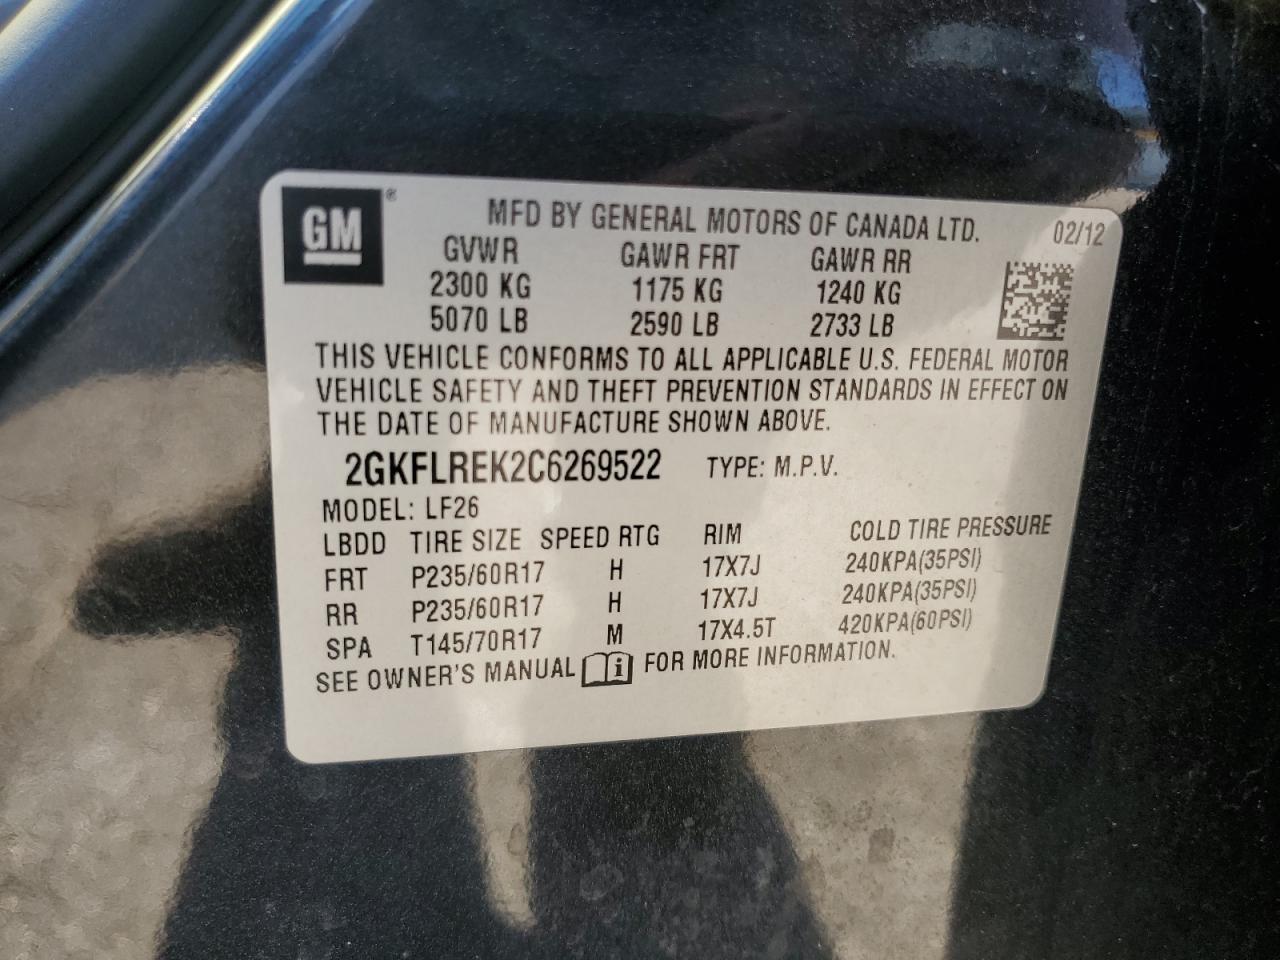 GM ®
MFD BY GENERAL MOTORS OF CANADA LTD. 02/12
GVWR GAWR FRT GAWR RR
2300 KG 1175 KG 1240 KG
5070 LB 2590 LB 2733 LB
THIS VEHICLE CONFORMS TO ALL APPLICABLE U.S. FEDERAL MOTOR
VEHICLE SAFETY AND THEFT PREVENTION STANDARDS IN EFFECT ON
THE DATE OF MANUFACTURE SHOWN ABOVE.
2GKFLREK2C6269522 TYPE: M.P.V.
MODEL: LF26
LBDD TIRE SIZE SPEED RTG RIM COLD TIRE PRESSURE
FRT P235/60R17 H 17X7J 240KPA(35PSI)
RR P235/60R17 H 17X7J 240KPA(35PSI)
SPA T145/70R17 M 17X4.5T 420KPA(60PSI)
SEE OWNER'S MANUAL i FOR MORE INFORMATION.